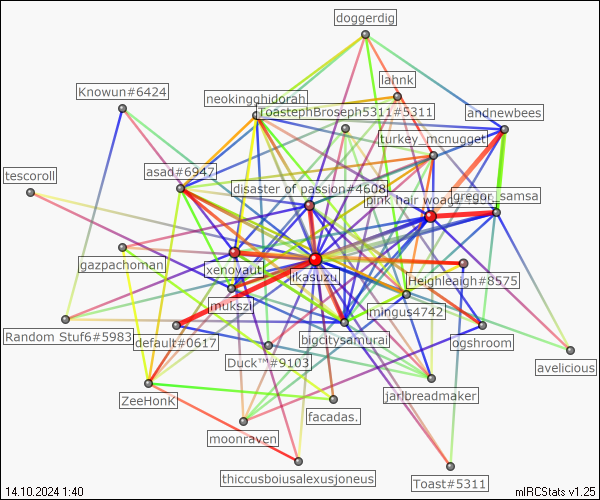 doggerdig
lahnk
Knowun#6424
neokingghidorah
ToastephBroseph5311#5311
andnewbees
turkey_mcnugget
asad#6947
tescoroll
disaster of passion#4608
pink hair woag
gregor_samsa
gazpachoman
xenovaut
ikasuzu
Heighleaigh#8575
mukszi
mingus4742
Random Stuf6#5983
default#0617
bigcitysamurai
ogshroom
Duck™#9103
avelicious
ZeeHonK
facadas.
jarlbreadmaker
moonraven
thiccusboiusalexusjoneus
Toast#5311
14.10.2024 1:40
mIRCStats v1.25